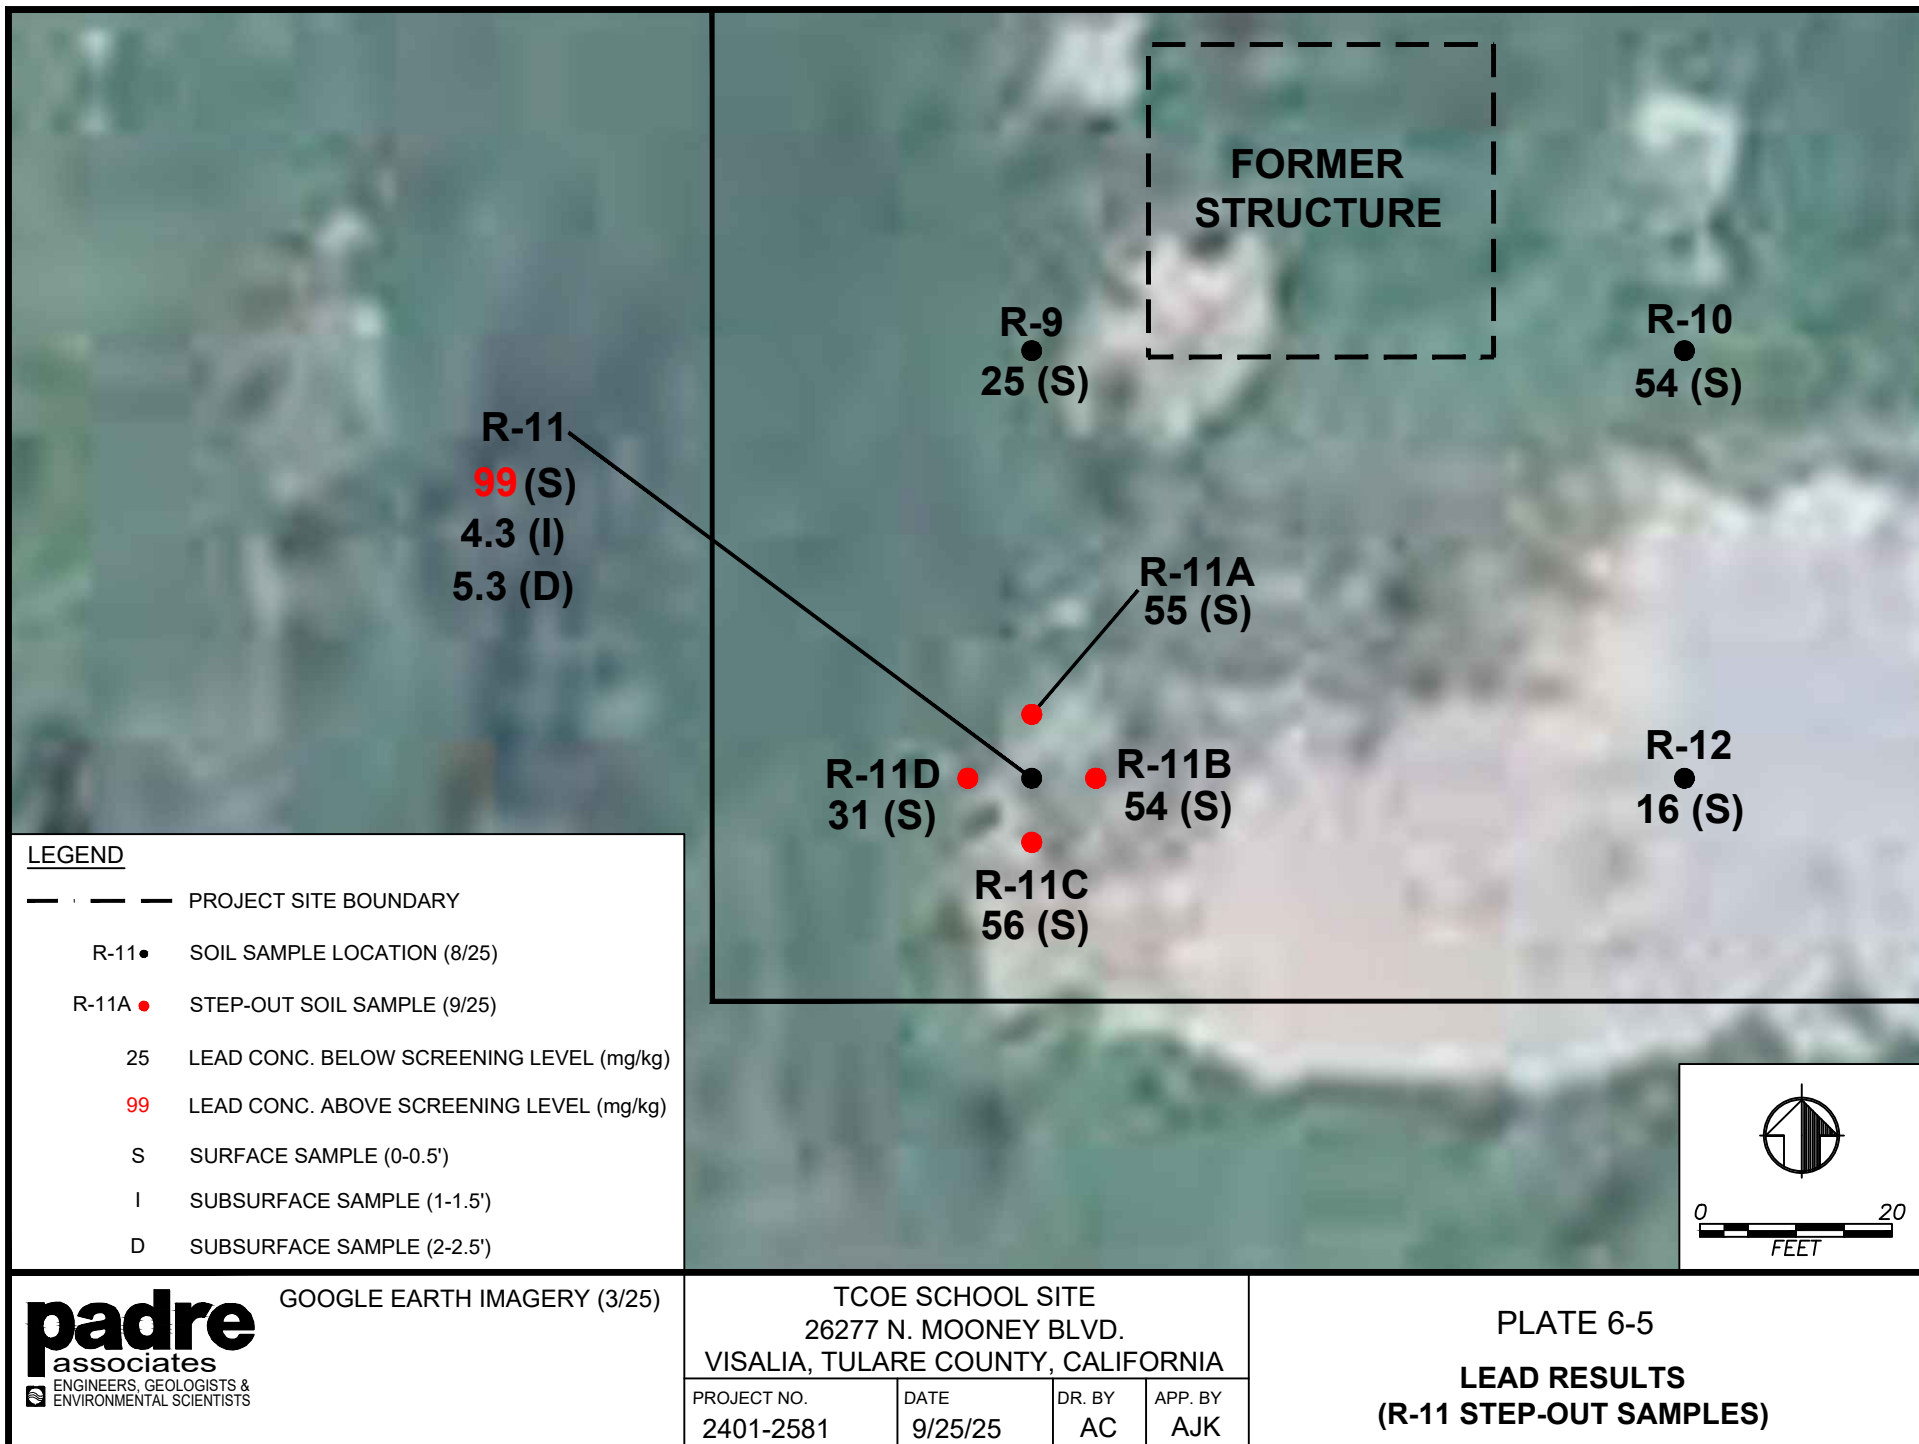 FORMER
STRUCTURE
R-9
25 (S)
R-10
54 (S)
R-11
99 (S)
4.3 (I)
5.3 (D)
R-11A
55 (S)
R-11D
31 (S)
R-11B
54 (S)
R-12
16 (S)
R-11C
56 (S)
LEGEND
PROJECT SITE BOUNDARY
R-11 SOIL SAMPLE LOCATION (8/25)
R-11A STEP-OUT SOIL SAMPLE (9/25)
25 LEAD CONC. BELOW SCREENING LEVEL (mg/kg)
99 LEAD CONC. ABOVE SCREENING LEVEL (mg/kg)
S SURFACE SAMPLE (0-0.5')
I SUBSURFACE SAMPLE (1-1.5')
D SUBSURFACE SAMPLE (2-2.5')
0 20
FEET
padre
associates
ENGINEERS, GEOLOGISTS &
ENVIRONMENTAL SCIENTISTS
GOOGLE EARTH IMAGERY (3/25)
TCOE SCHOOL SITE
26277 N. MOONEY BLVD.
VISALIA, TULARE COUNTY, CALIFORNIA
PROJECT NO.
2401-2581
DATE
9/25/25
DR. BY
AC
APP. BY
AJK
PLATE 6-5
LEAD RESULTS
(R-11 STEP-OUT SAMPLES)